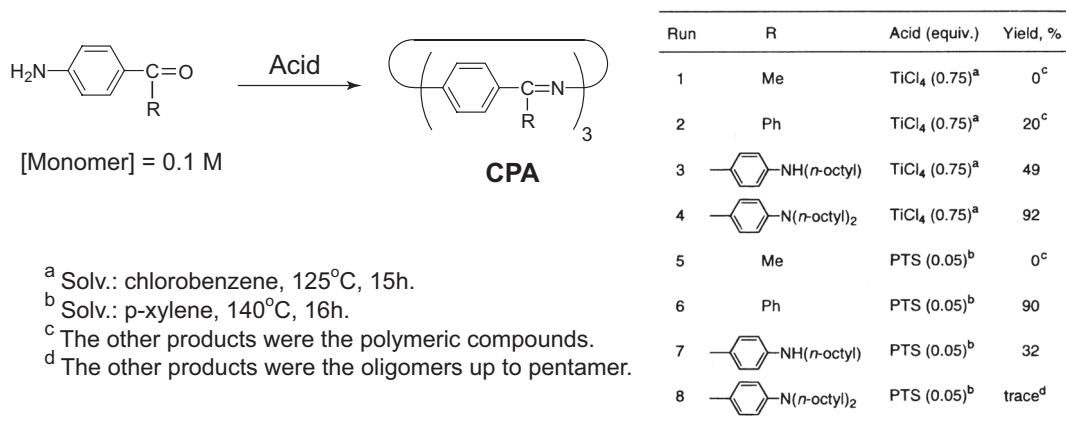 H₂N
C=O
R
Acid
C=N
R
3
[Monomer] = 0.1 M
CPA
a Solv.: chlorobenzene, 125°C, 15h.
b Solv.: p-xylene, 140°C, 16h.
c The other products were the polymeric compounds.
d The other products were the oligomers up to pentamer.
Run R Acid (equiv.) Yield, %
1 Me TiCl₄ (0.75)ᵃ 0ᶜ
2 Ph TiCl₄ (0.75)ᵃ 20ᶜ
3 NH(n-octyl) TiCl₄ (0.75)ᵃ 49
4 N(n-octyl)₂ TiCl₄ (0.75)ᵃ 92
5 Me PTS (0.05)ᵇ 0ᶜ
6 Ph PTS (0.05)ᵇ 90
7 NH(n-octyl) PTS (0.05)ᵇ 32
8 N(n-octyl)₂ PTS (0.05)ᵇ traceᵈ